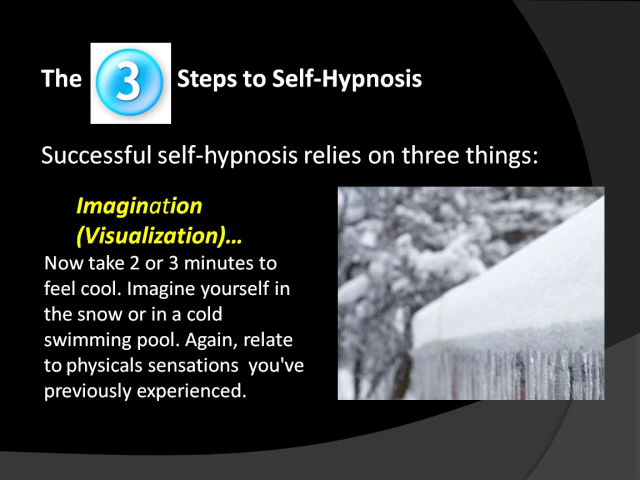 The 3 Steps to Self-Hypnosis
Successful self-hypnosis relies on three things:
Imagination
(Visualization)...
Now take 2 or 3 minutes to
feel cool. Imagine yourself in
the snow or in a cold
swimming pool. Again, relate
to physicals sensations  you've
previously experienced.